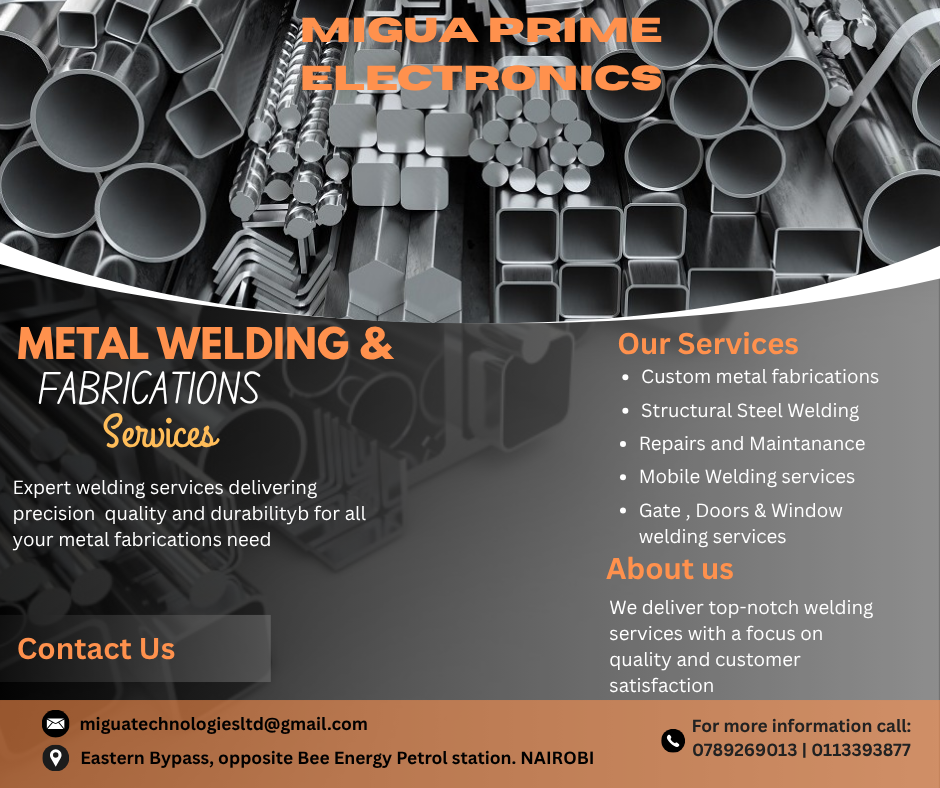 MIGUA PRIME
ELECTRONICS
METAL WELDING &
FABRICATIONS
Services
Expert welding services delivering
precision  quality and durabilityb for all
your metal fabrications need
Contact Us
Our Services
• Custom metal fabrications
• Structural Steel Welding
• Repairs and Maintanance
• Mobile Welding services
• Gate , Doors & Window
welding services
About us
We deliver top-notch welding
services with a focus on
quality and customer
satisfaction
miguatechnologiesltd@gmail.com
Eastern Bypass, opposite Bee Energy Petrol station. NAIROBI
For more information call:
0789269013 | 0113393877